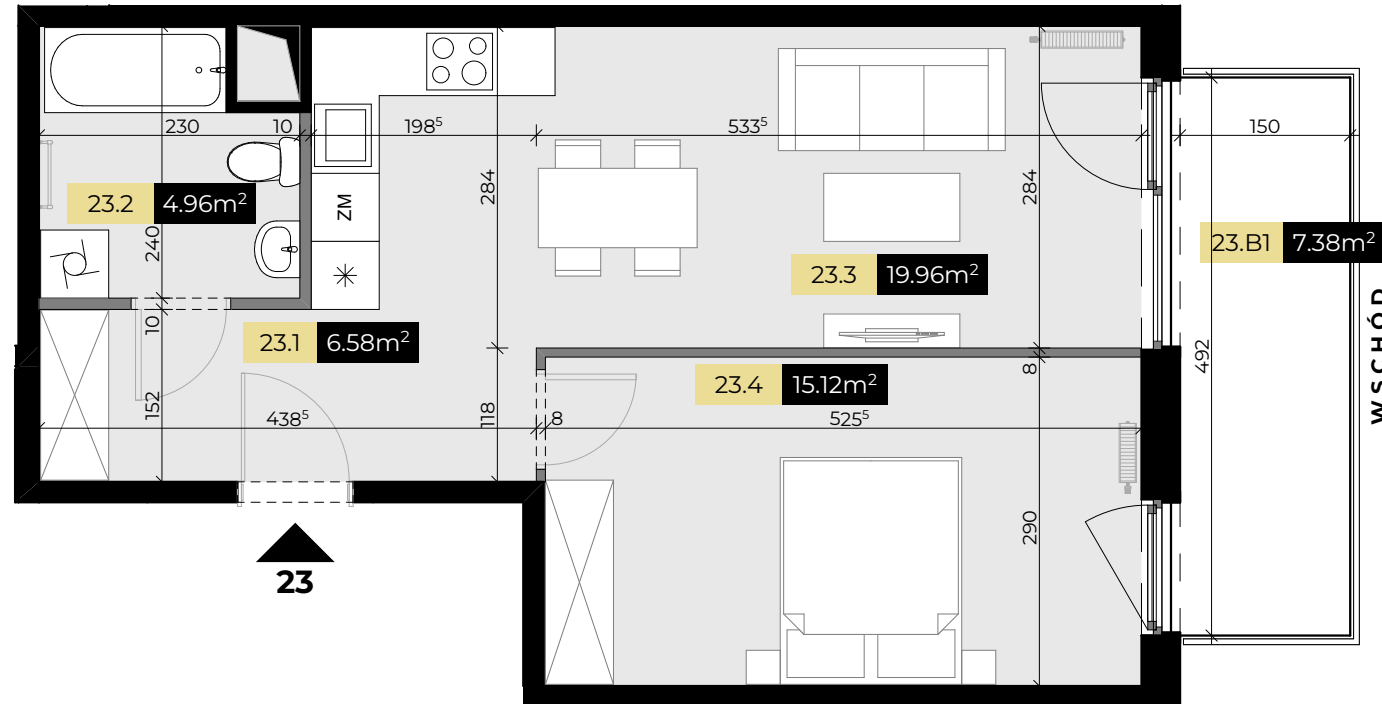 230
10
198⁵
533⁵
150
23.2 4.96m²
284
284
ZM
240
23.B1 7.38m²
23.3 19.96m²
WSCHÓD
10
23.1 6.58m²
492
8
23.4 15.12m²
152
438⁵
118
8
525⁵
290
23